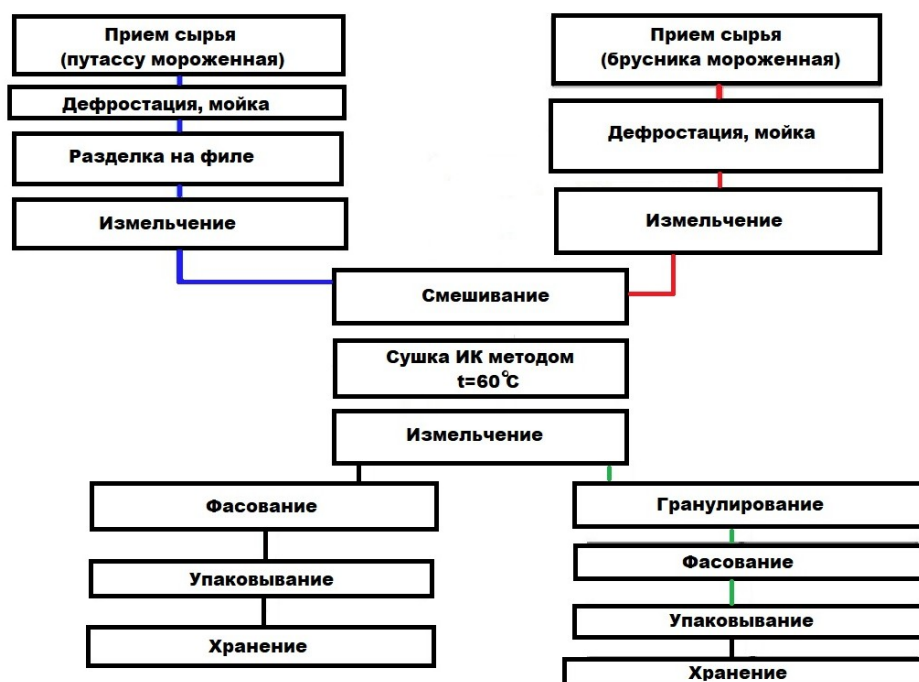 Прием сырья
(путассу мороженная)
Дефростация, мойка
Разделка на филе
Измельчение
Прием сырья
(брусника мороженная)
Дефростация, мойка
Измельчение
Смешивание
Сушка ИК методом
t=60°C
Измельчение
Фасование
Упаковывание
Хранение
Гранулирование
Фасование
Упаковывание
Хранение